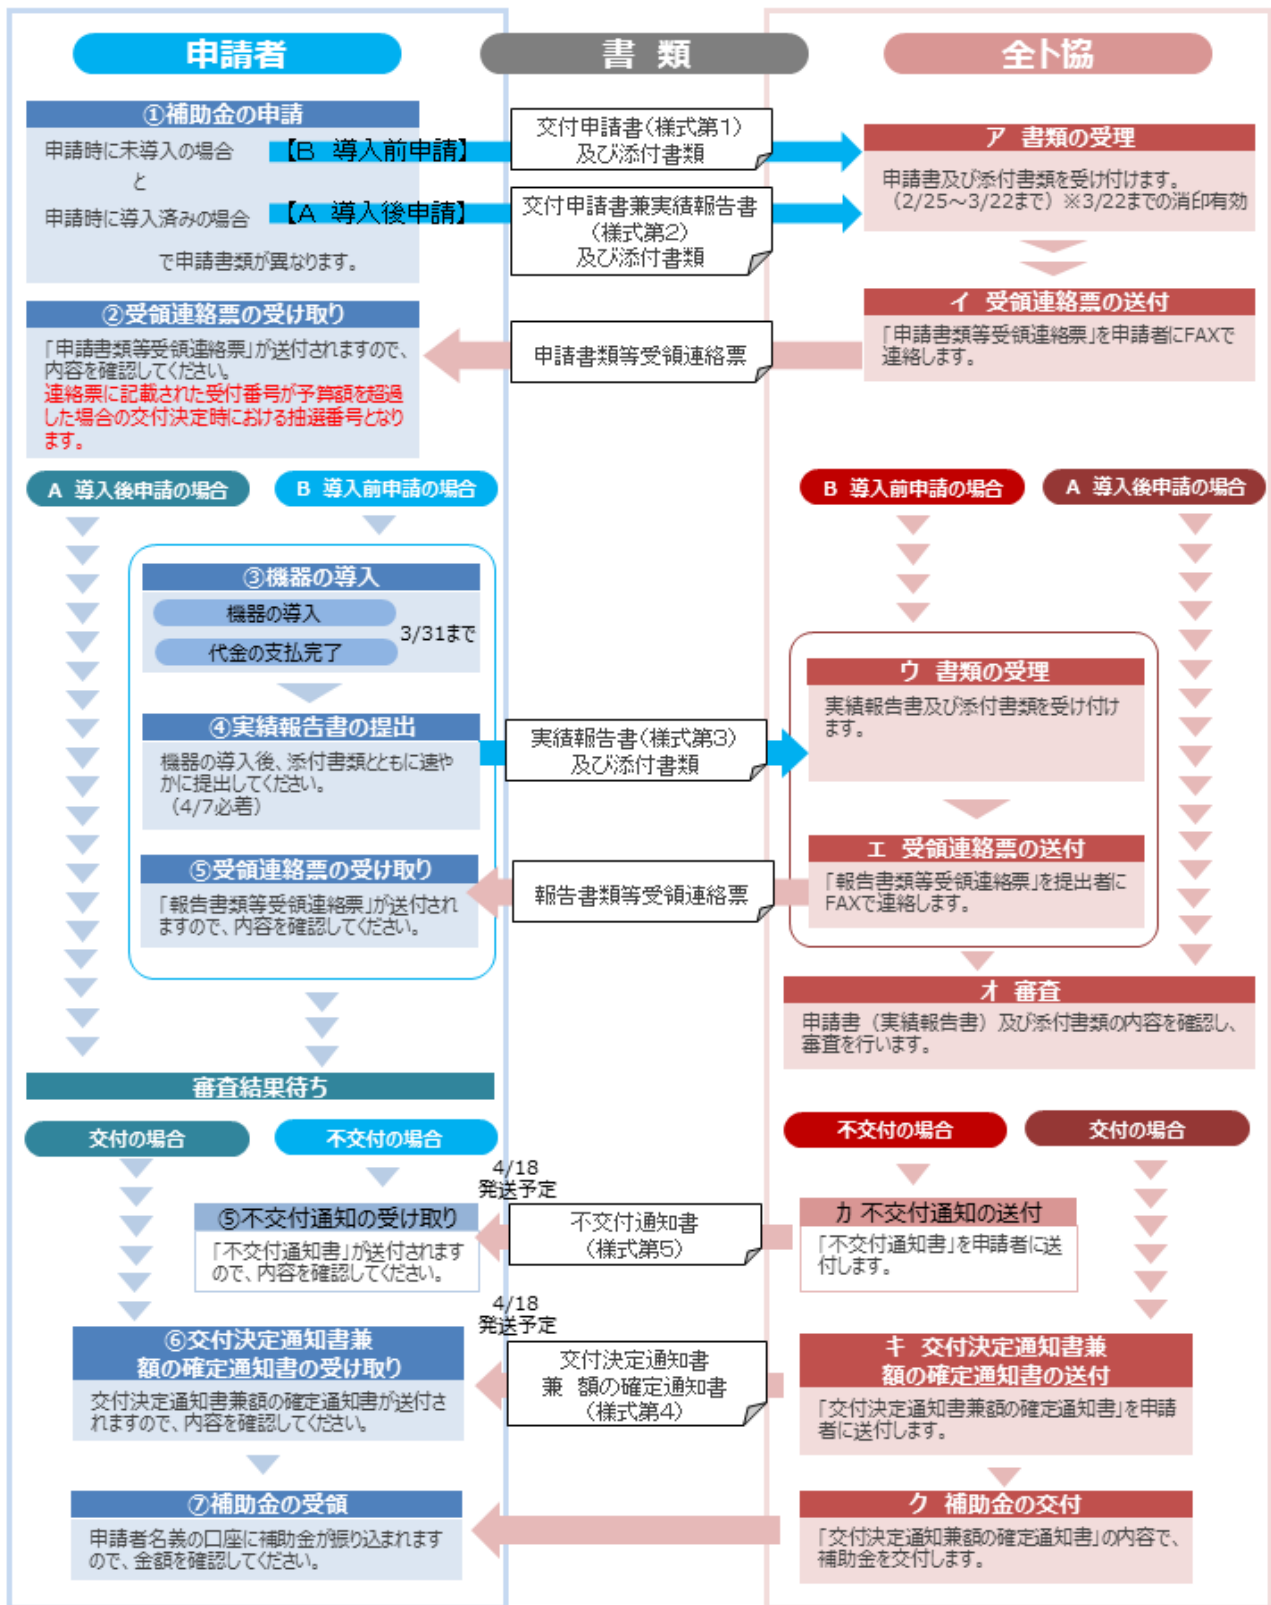 申請者
書 類
全ト協
①補助金の申請
申請時に未導入の場合
と
申請時に導入済みの場合
で申請書類が異なります。
【B 導入前申請】
【A 導入後申請】
交付申請書(様式第1)
及び添付書類
交付申請書兼実績報告書
(様式第2)
及び添付書類
ア 書類の受理
申請書及び添付書類を受け付けます。
(2/25~3/22まで)※3/22までの消印有効
②受領連絡票の受け取り
「申請書類等受領連絡票」が送付されますので、
内容を確認してください。
連絡票に記載された受付番号が予算額を超過
した場合の交付決定時における抽選番号となり
ます。
申請書類等受領連絡票
イ 受領連絡票の送付
「申請書類等受領連絡票」を申請者にFAXで
連絡します。
A 導入後申請の場合
B 導入前申請の場合
B 導入前申請の場合
A 導入後申請の場合
③機器の導入
機器の導入
代金の支払完了
3/31まで
④実績報告書の提出
機器の導入後、添付書類とともに速や
かに提出してください。
(4/7必着)
実績報告書(様式第3)
及び添付書類
ウ 書類の受理
実績報告書及び添付書類を受け付け
ます。
⑤受領連絡票の受け取り
「報告書類等受領連絡票」が送付され
ますので、内容を確認してください。
報告書類等受領連絡票
エ 受領連絡票の送付
「報告書類等受領連絡票」を提出者に
FAXで連絡します。
オ 審査
申請書(実績報告書)及び添付書類の内容を確認し、
審査を行います。
審査結果待ち
交付の場合
不交付の場合
不交付の場合
交付の場合
4/18
発送予定
⑤不交付通知の受け取り
「不交付通知書」が送付されます
ので、内容を確認してください。
不交付通知書
(様式第5)
カ 不交付通知の送付
「不交付通知書」を申請者に送
付します。
4/18
発送予定
⑥交付決定通知書兼
額の確定通知書の受け取り
交付決定通知書兼額の確定通知書が送付さ
れますので、内容を確認してください。
交付決定通知書
兼 額の確定通知書
(様式第4)
キ 交付決定通知書兼
額の確定通知書の送付
「交付決定通知書兼額の確定通知書」を申請
者に送付します。
⑦補助金の受領
申請者名義の口座に補助金が振り込まれます
ので、金額を確認してください。
ク 補助金の交付
「交付決定通知兼額の確定通知書」の内容で、
補助金を交付します。